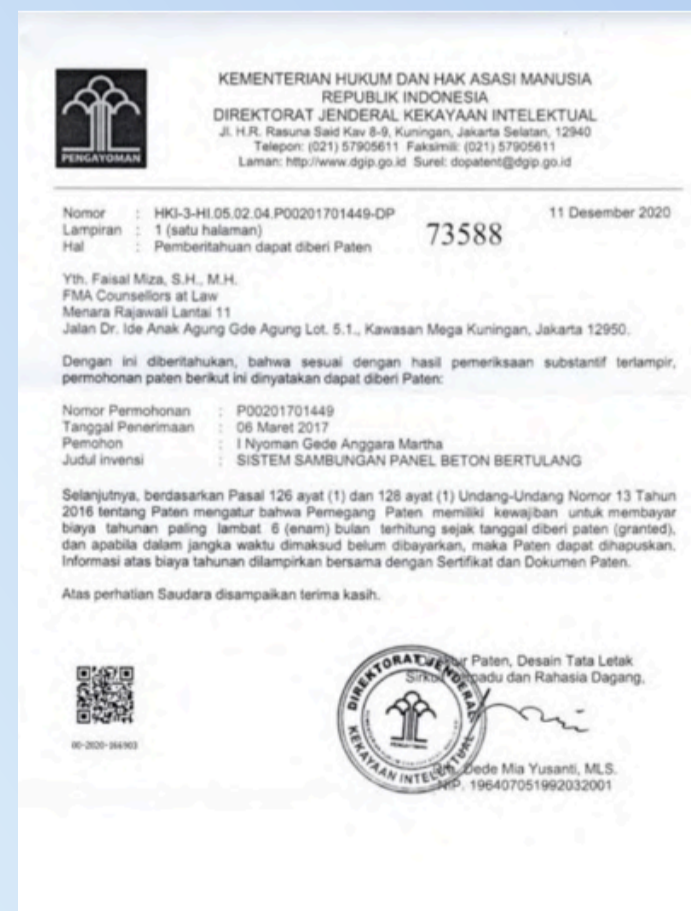 KEMENTERIAN HUKUM DAN HAK ASASI MANUSIA
REPUBLIK INDONESIA
DIREKTORAT JENDERAL KEKAYAAN INTELEKTUAL
Jl. H.R. Rasuna Said Kav 8-9, Kuningan, Jakarta Selatan, 12940
Telepon: (021) 57905611 Faksimili: (021) 57905611
Laman: http://www.dgip.go.id Surel: dopatent@dgip.go.id
PENGAYOMAN
Nomor : HKI-3-HI.05.02.04.P00201701449-DP 11 Desember 2020
Lampiran : 1 (satu halaman)
73588
Hal : Pemberitahuan dapat diberi Paten
Yth. Faisal Miza, S.H., M.H.
FMA Counsellors at Law
Menara Rajawali Lantai 11
Jalan Dr. Ide Anak Agung Gde Agung Lot. 5.1., Kawasan Mega Kuningan, Jakarta 12950.
Dengan ini diberitahukan, bahwa sesuai dengan hasil pemeriksaan substantif terlampir,
permohonan paten berikut ini dinyatakan dapat diberi Paten:
Nomor Permohonan : P00201701449
Tanggal Penerimaan : 06 Maret 2017
Pemohon : I Nyoman Gede Anggara Martha
Judul invensi : SISTEM SAMBUNGAN PANEL BETON BERTULANG
Selanjutnya, berdasarkan Pasal 126 ayat (1) dan 128 ayat (1) Undang-Undang Nomor 13 Tahun
2016 tentang Paten mengatur bahwa Pemegang Paten memiliki kewajiban untuk membayar
biaya tahunan paling lambat 6 (enam) bulan terhitung sejak tanggal diberi paten (granted),
dan apabila dalam jangka waktu dimaksud belum dibayarkan, maka Paten dapat dihapuskan.
Informasi atas biaya tahunan dilampirkan bersama dengan Sertifikat dan Dokumen Paten.
Atas perhatian Saudara disampaikan terima kasih.
Paten, Desain Tata Letak
dan Rahasia Dagang,
DIREKTORAT JENDERAL
KEKAYAAN INTELEKTUAL
Dede Mia Yusanti, MLS.
NIP. 196407051992032001
00-2020-166903